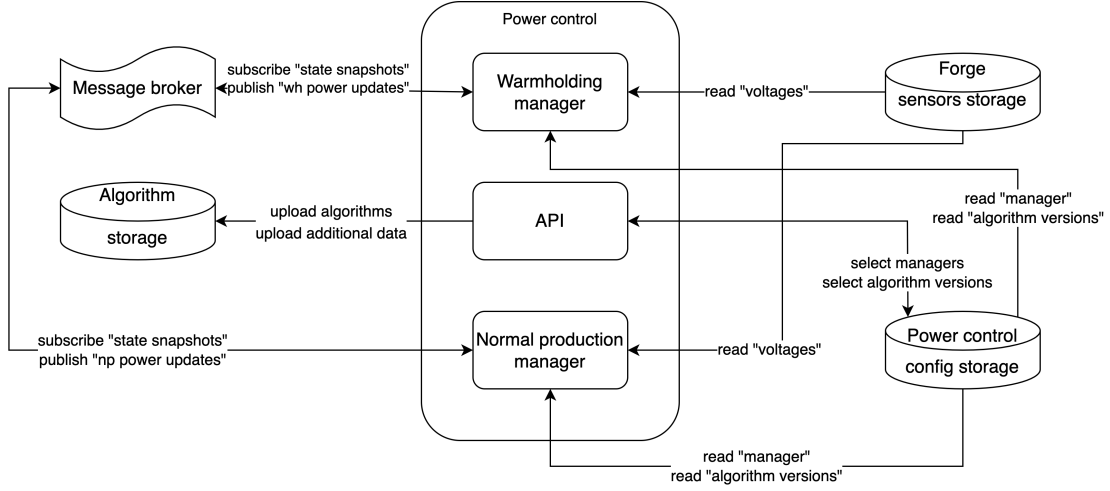 Power control
Message broker
subscribe "state snapshots"
publish "wh power updates"
Warmholding
manager
read "voltages"
Forge
sensors storage
Algorithm
storage
upload algorithms
upload additional data
API
read "manager"
read "algorithm versions"
select managers
select algorithm versions
subscribe "state snapshots"
publish "np power updates"
Normal production
manager
read "voltages"
Power control
config storage
read "manager"
read "algorithm versions"